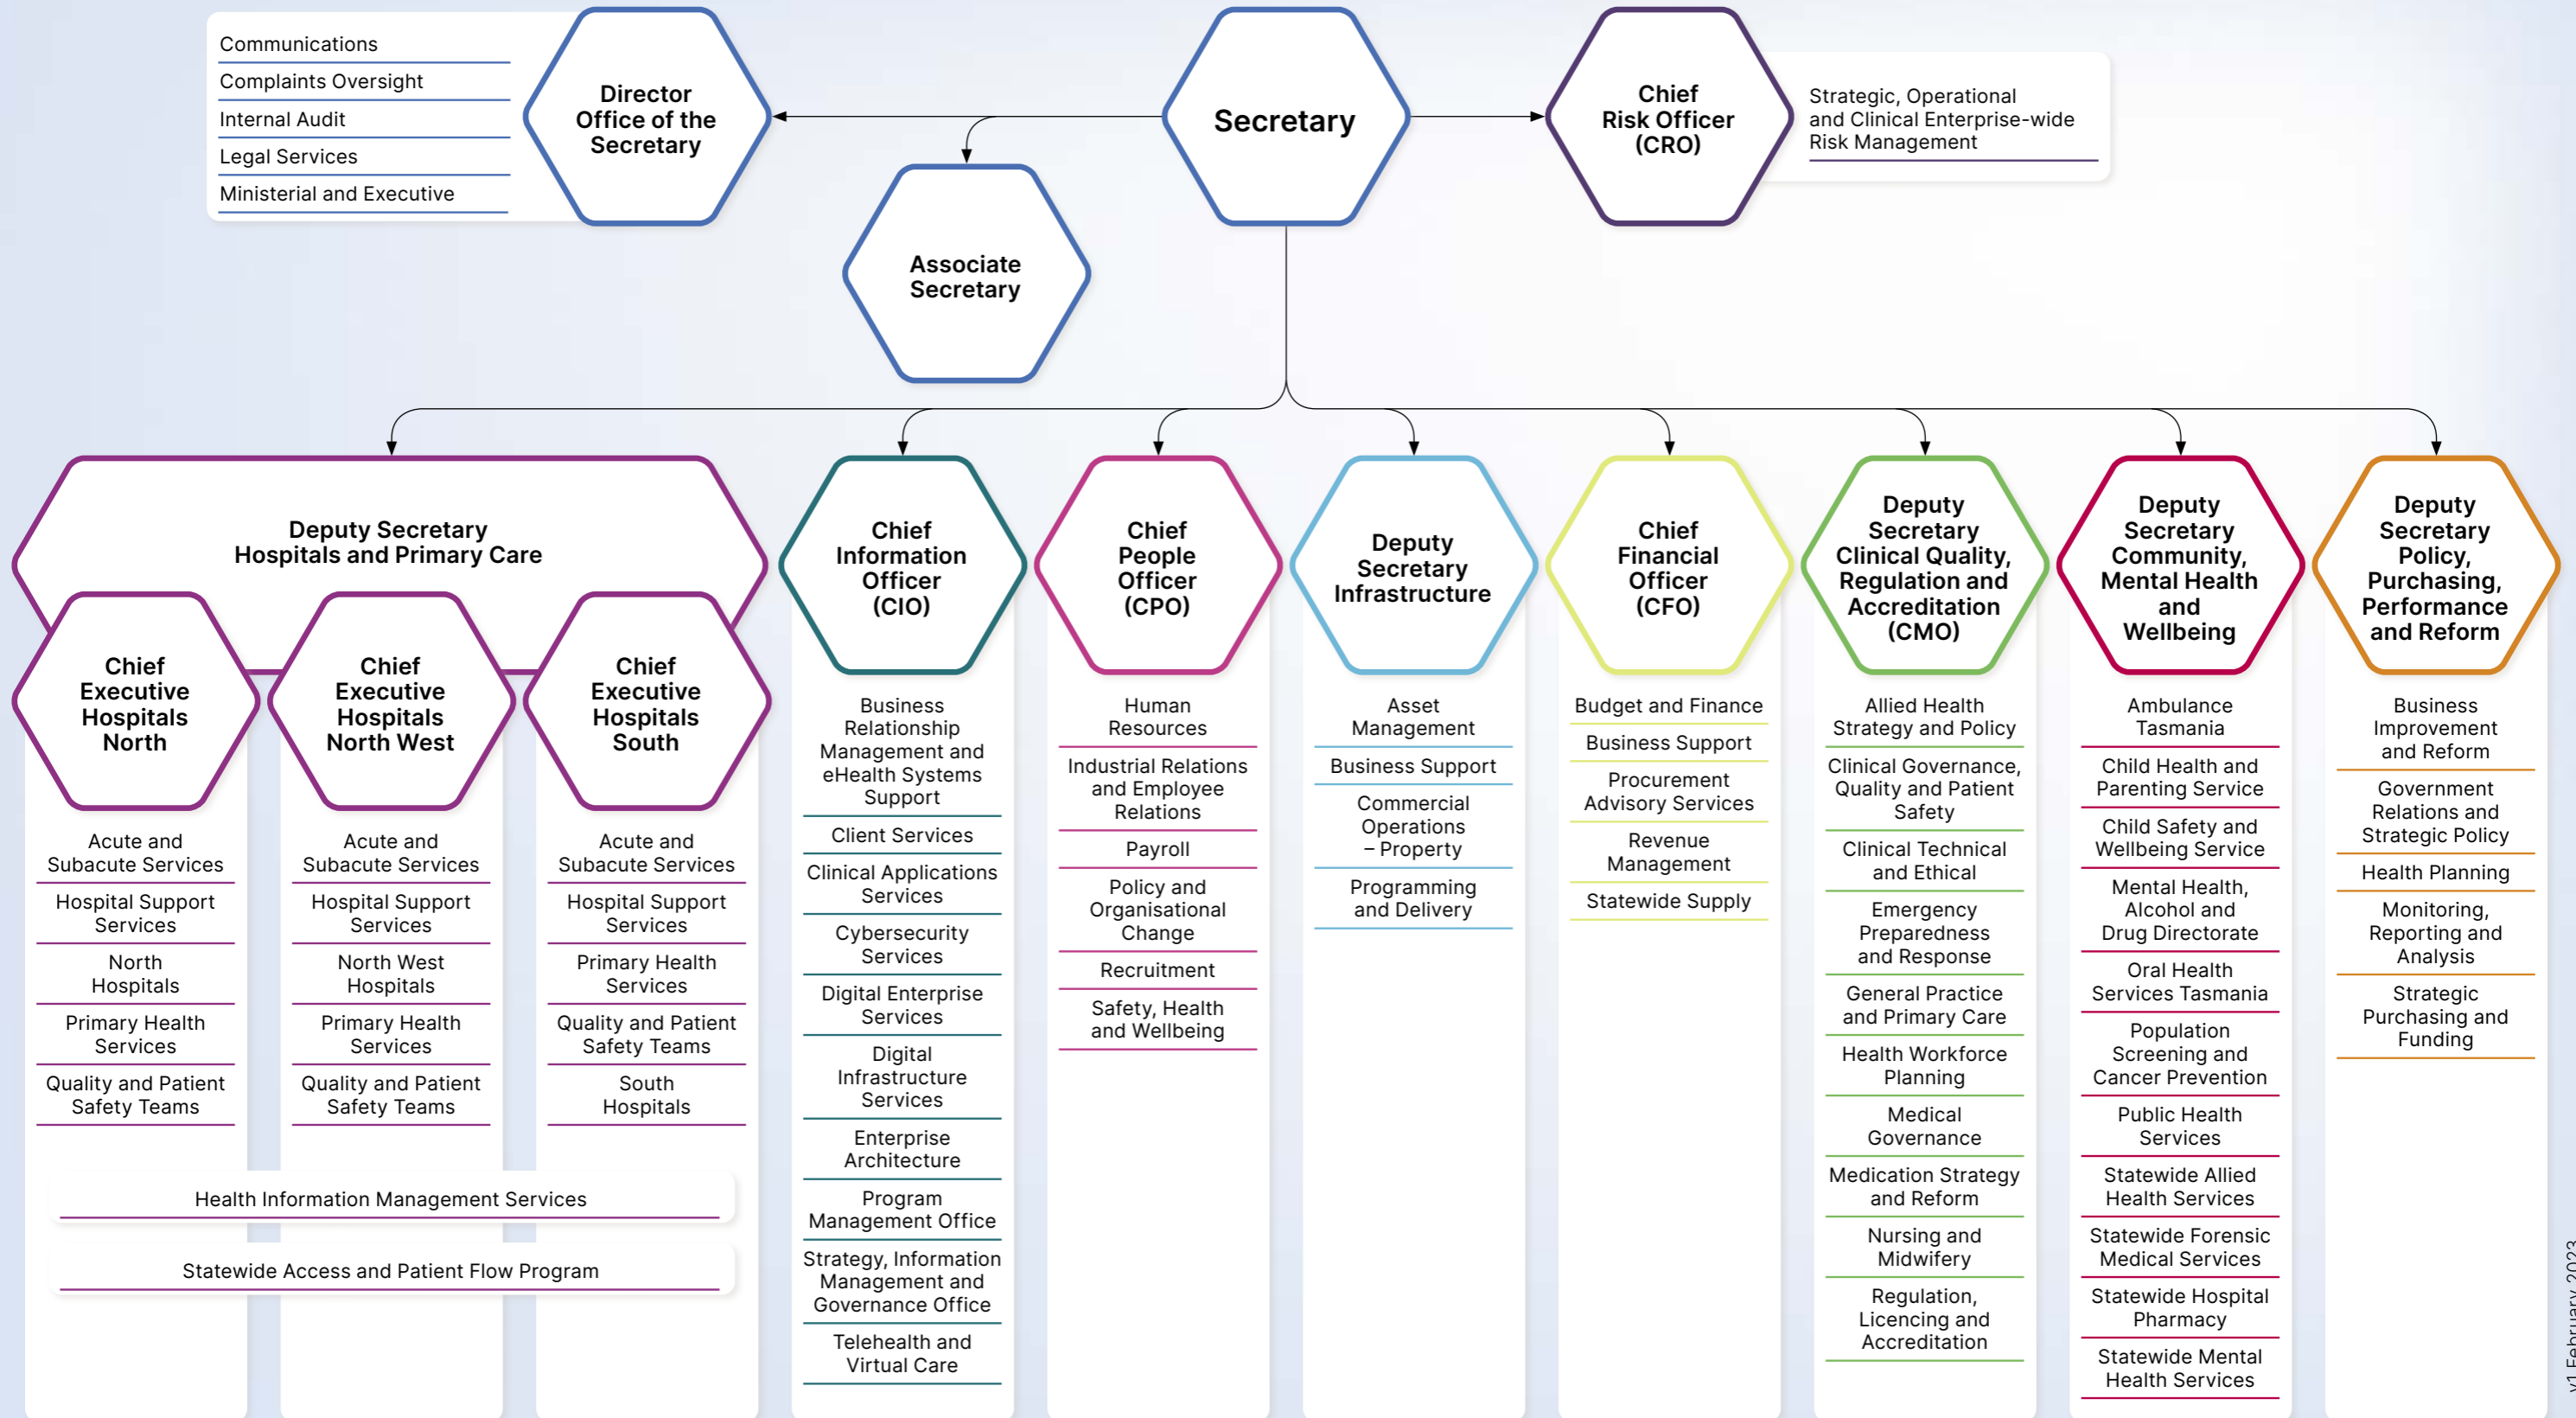 Communications
Complaints Oversight
Internal Audit
Legal Services
Ministerial and Executive
Director
Office of the
Secretary
Secretary
Chief
Risk Officer
(CRO)
Strategic, Operational
and Clinical Enterprise-wide
Risk Management
Associate
Secretary
Deputy Secretary
Hospitals and Primary Care
Chief
Executive
Hospitals
North
Acute and
Subacute Services
Hospital Support
Services
North
Hospitals
Primary Health
Services
Quality and Patient
Safety Teams
Chief
Executive
Hospitals
North West
Acute and
Subacute Services
Hospital Support
Services
North West
Hospitals
Primary Health
Services
Quality and Patient
Safety Teams
Chief
Executive
Hospitals
South
Acute and
Subacute Services
Hospital Support
Services
Primary Health
Services
Quality and Patient
Safety Teams
South
Hospitals
Health Information Management Services
Statewide Access and Patient Flow Program
Chief
Information
Officer
(CIO)
Business
Relationship
Management and
eHealth Systems
Support
Client Services
Clinical Applications
Services
Cybersecurity
Services
Digital Enterprise
Services
Digital
Infrastructure
Services
Enterprise
Architecture
Program
Management Office
Strategy, Information
Management and
Governance Office
Telehealth and
Virtual Care
Chief
People
Officer
(CPO)
Human
Resources
Industrial Relations
and Employee
Relations
Payroll
Policy and
Organisational
Change
Recruitment
Safety, Health
and Wellbeing
Deputy
Secretary
Infrastructure
Asset
Management
Business Support
Commercial
Operations
– Property
Programming
and Delivery
Chief
Financial
Officer
(CFO)
Budget and Finance
Business Support
Procurement
Advisory Services
Revenue
Management
Statewide Supply
Deputy
Secretary
Clinical Quality,
Regulation and
Accreditation
(CMO)
Allied Health
Strategy and Policy
Clinical Governance,
Quality and Patient
Safety
Clinical Technical
and Ethical
Emergency
Preparedness
and Response
General Practice
and Primary Care
Health Workforce
Planning
Medical
Governance
Medication Strategy
and Reform
Nursing and
Midwifery
Regulation,
Licencing and
Accreditation
Deputy
Secretary
Community,
Mental Health
and
Wellbeing
Ambulance
Tasmania
Child Health and
Parenting Service
Child Safety and
Wellbeing Service
Mental Health,
Alcohol and
Drug Directorate
Oral Health
Services Tasmania
Population
Screening and
Cancer Prevention
Public Health
Services
Statewide Allied
Health Services
Statewide Forensic
Medical Services
Statewide Hospital
Pharmacy
Statewide Mental
Health Services
Deputy
Secretary
Policy,
Purchasing,
Performance
and Reform
Business
Improvement
and Reform
Government
Relations and
Strategic Policy
Health Planning
Monitoring,
Reporting and
Analysis
Strategic
Purchasing and
Funding
v1 February 2023